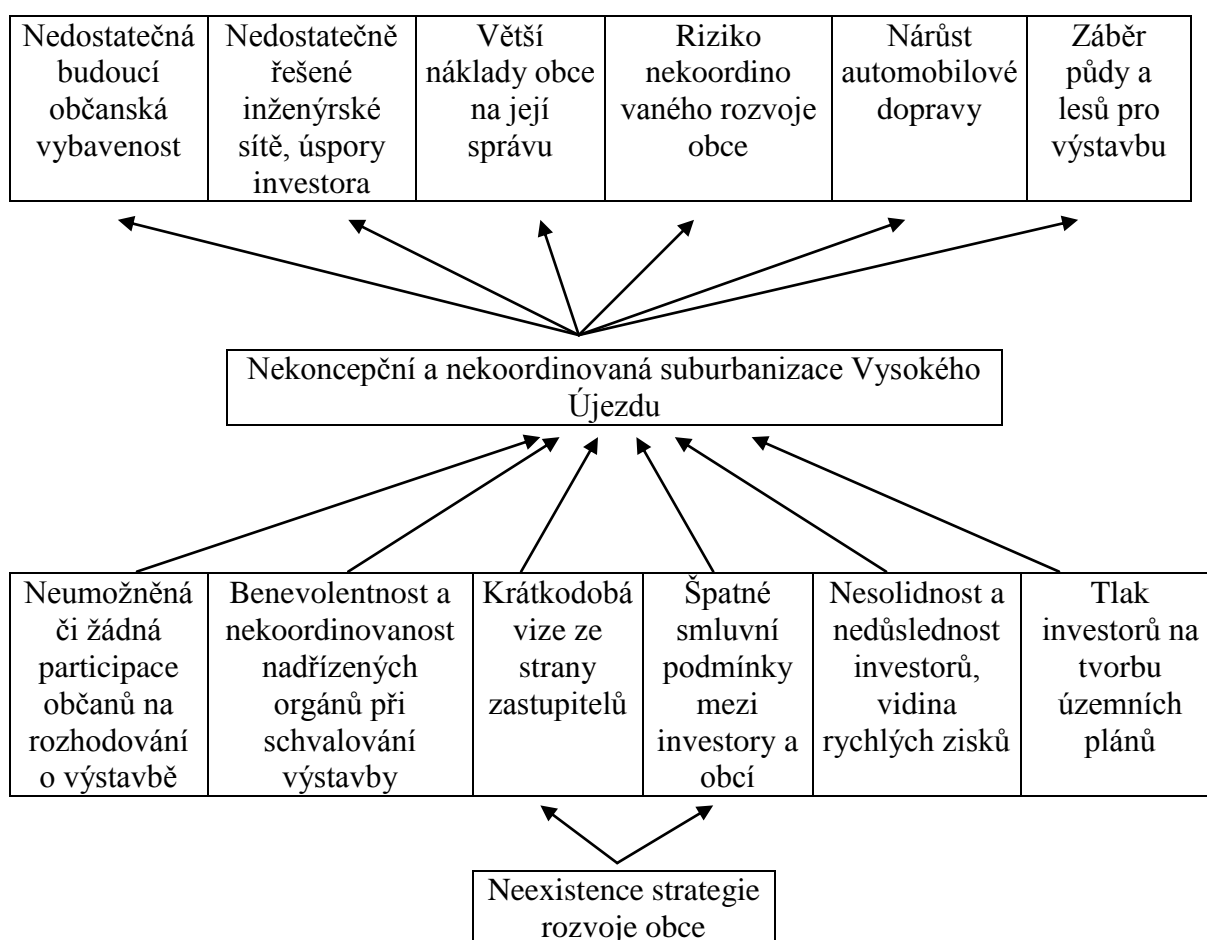 Nedostatečná
budoucí
občanská
vybavenost
Nedostatečně
řešené
inženýrské
sítě, úspory
investora
Větší
náklady obce
na její
správu
Riziko
nekoordino
vaného rozvoje
obce
Nárůst
automobilové
dopravy
Záběr
půdy a
lesů pro
výstavbu
Nekoncepční a nekoordinovaná suburbanizace Vysokého
Újezdu
Neumožněná
či žádná
participace
občanů na
rozhodování
o výstavbě
Benevolentnost a
nekoordinovanost
nadřízených
orgánů při
schvalování
výstavby
Krátkodobá
vize ze
strany
zastupitelů
Špatné
smluvní
podmínky
mezi
investory a
obcí
Nesolidnost a
nedůslednost
investorů,
vidina
rychlých zisků
Tlak
investorů na
tvorbu
územních
plánů
Neexistence strategie
rozvoje obce